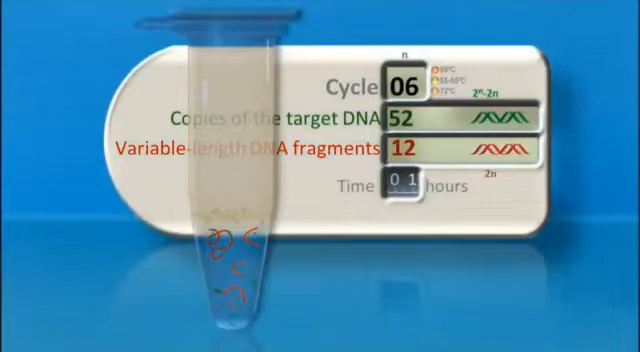 n
Cycle 06
98°C
55-65°C
72°C
2ⁿ-2n
Copies of the target DNA 52
Variable-length DNA fragments 12
2n
Time 01 hours